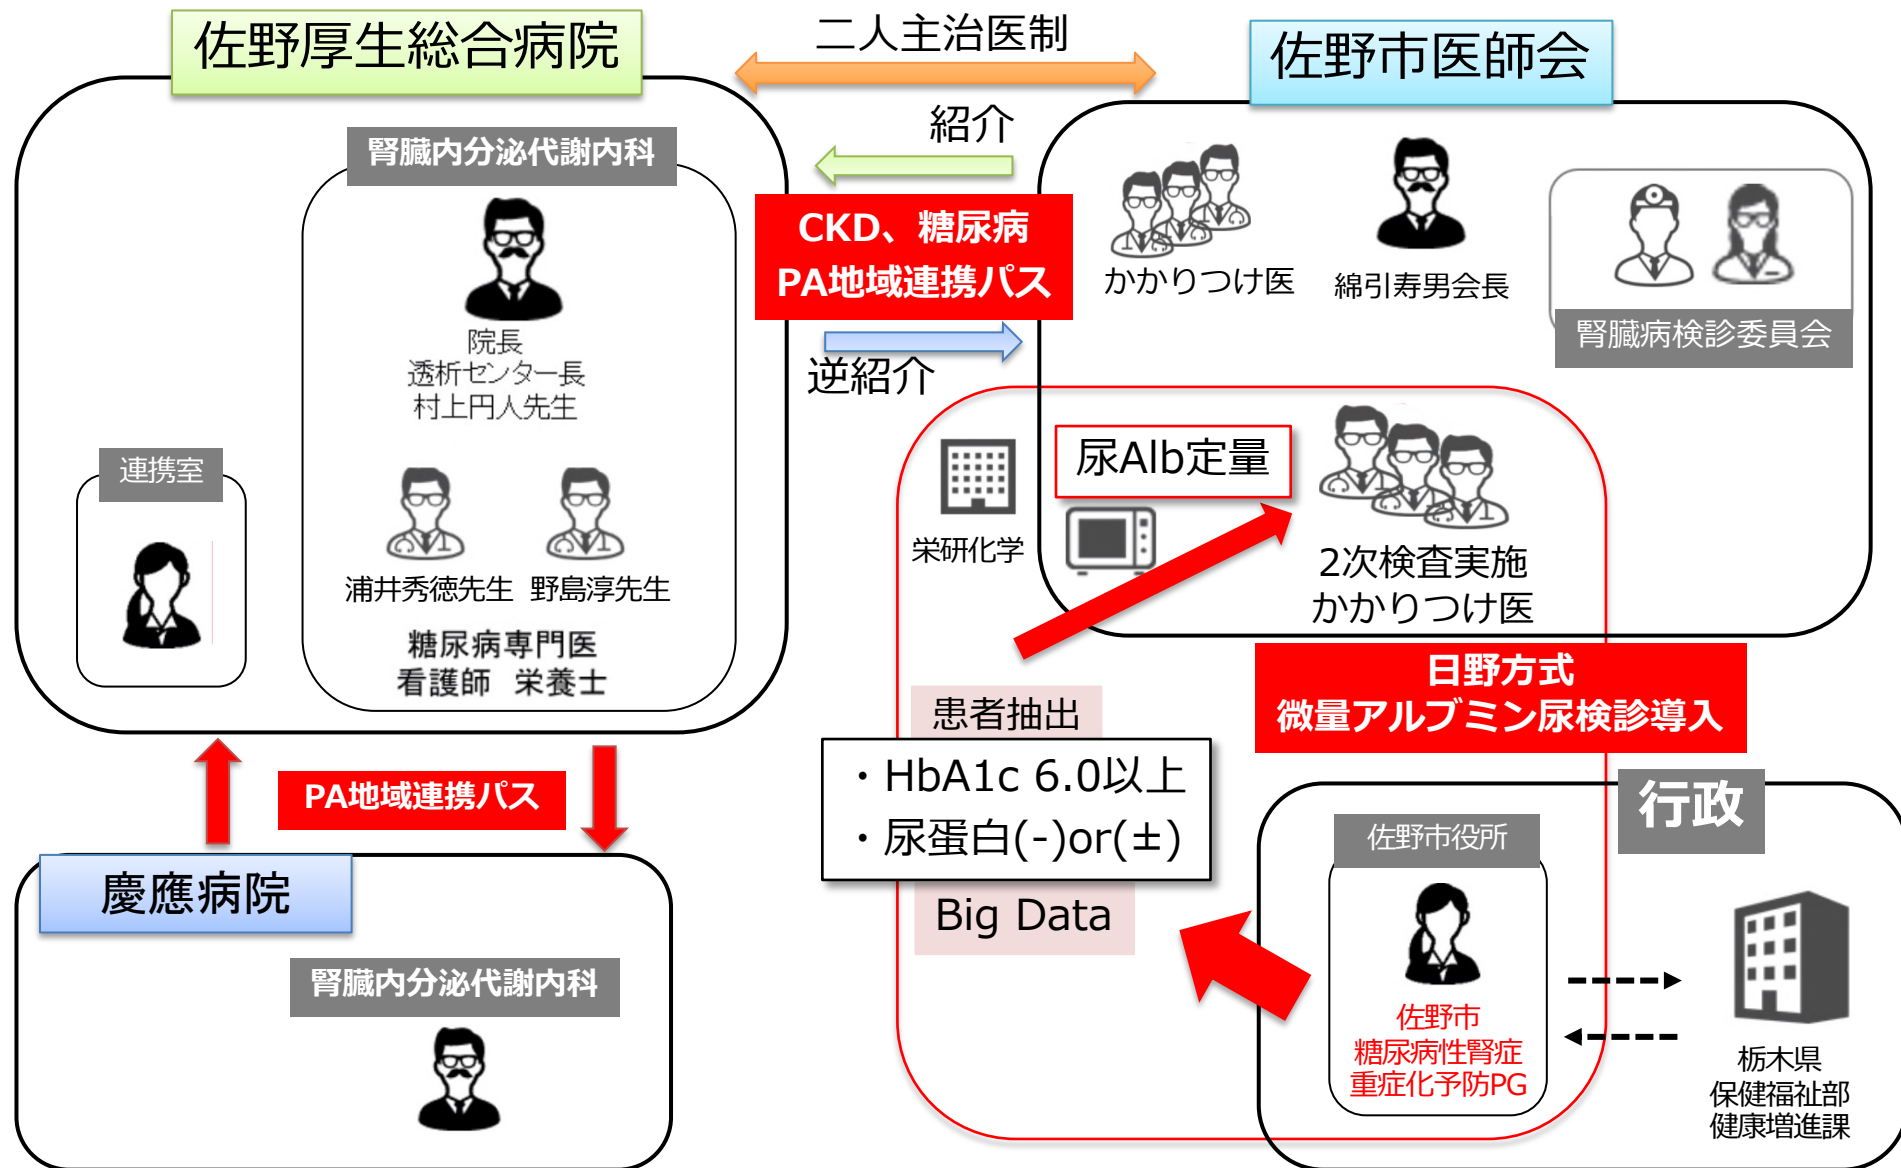 佐野厚生総合病院
二人主治医制
佐野市医師会
紹介
腎臓内分泌代謝内科
CKD、糖尿病
PA地域連携パス
逆紹介
院長
透析センター長
村上円人先生
連携室
浦井秀徳先生
野島淳先生
糖尿病専門医
看護師 栄養士
かかりつけ医
綿引寿男会長
腎臓病検診委員会
栄研化学
尿Alb定量
2次検査実施
かかりつけ医
日野方式
微量アルブミン尿検診導入
患者抽出
・HbA1c 6.0以上
・尿蛋白(-)or(±)
Big Data
PA地域連携パス
慶應病院
腎臓内分泌代謝内科
行政
佐野市役所
佐野市
糖尿病性腎症
重症化予防PG
栃木県
保健福祉部
健康増進課